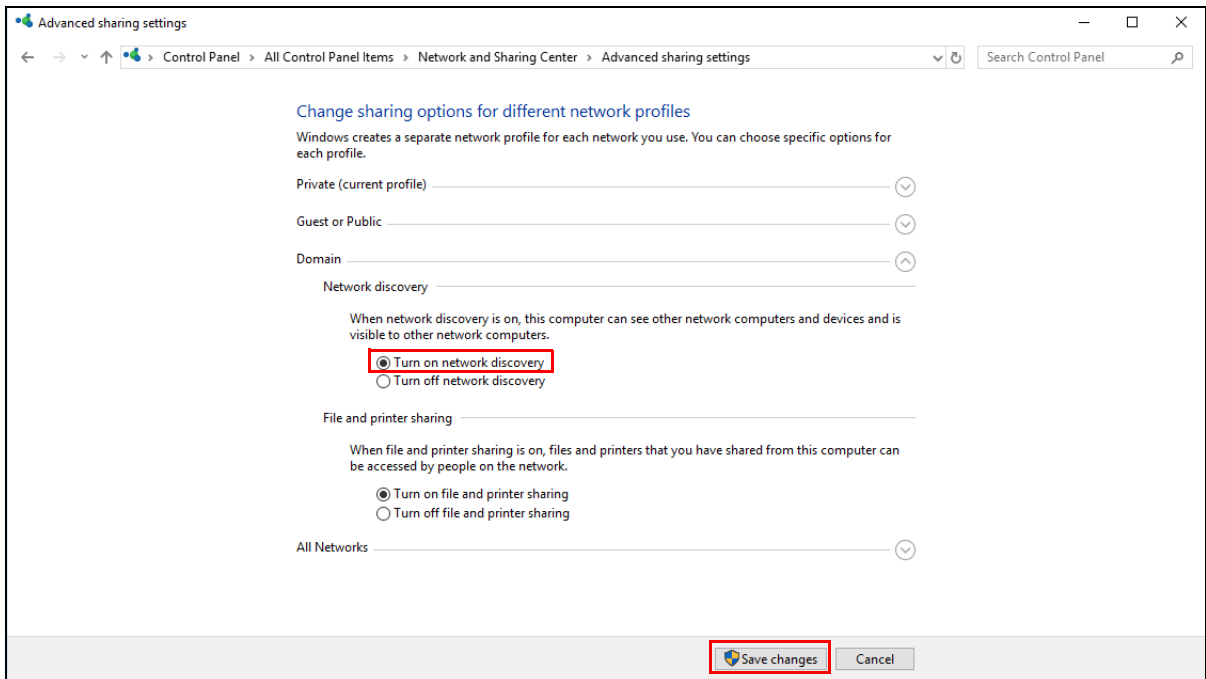 Advanced sharing settings
Control Panel > All Control Panel Items > Network and Sharing Center > Advanced sharing settings
Search Control Panel
Change sharing options for different network profiles
Windows creates a separate network profile for each network you use. You can choose specific options for
each profile.
Private (current profile)
Guest or Public
Domain
Network discovery
When network discovery is on, this computer can see other network computers and devices and is
visible to other network computers.
Turn on network discovery
Turn off network discovery
File and printer sharing
When file and printer sharing is on, files and printers that you have shared from this computer can
be accessed by people on the network.
Turn on file and printer sharing
Turn off file and printer sharing
All Networks
Save changes
Cancel